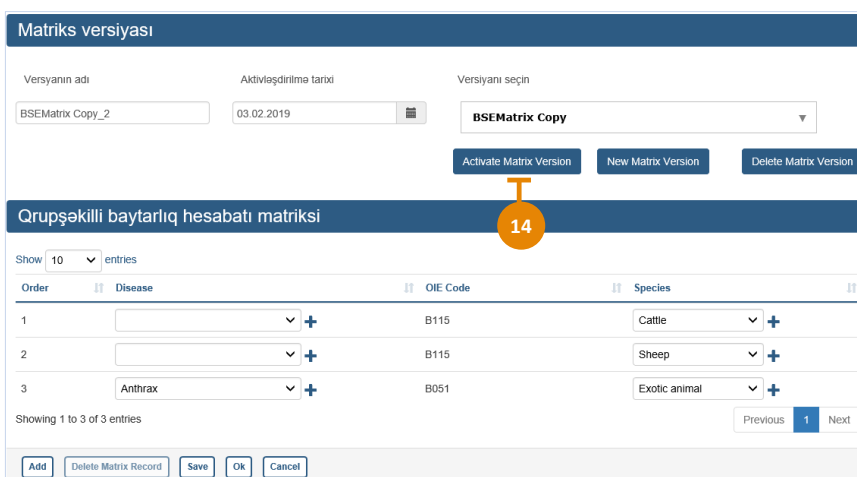 Matriks versiyası
Versyanın adı Aktivləşdirilmə tarixi Versiyanı seçin
BSEMatrix Copy_2 03.02.2019 BSEMatrix Copy
Activate Matrix Version New Matrix Version Delete Matrix Version
Qrupşəkilli baytarlıq hesabatı matriksi
14
Show 10 entries
Order Disease OIE Code Species
1 B115 Cattle
2 B115 Sheep
3 Anthrax B051 Exotic animal
Showing 1 to 3 of 3 entries Previous 1 Next
Add Delete Matrix Record Save Ok Cancel